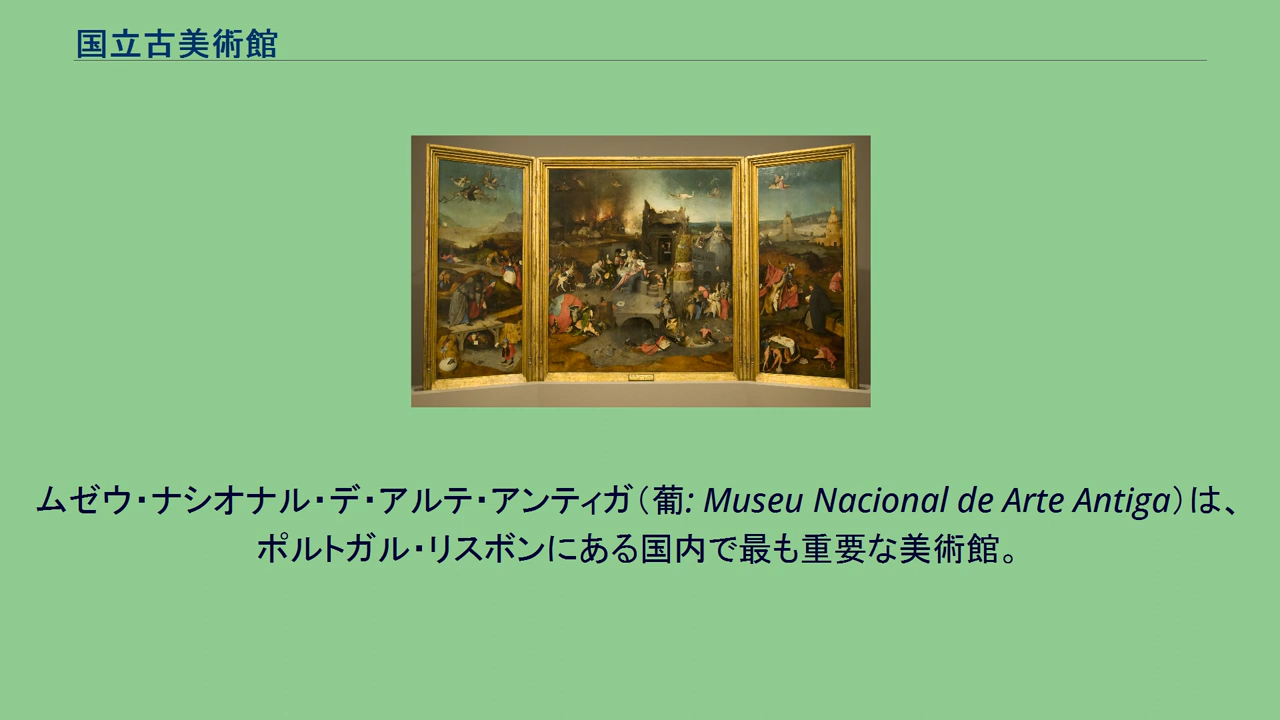 国立古美術館
ムゼウ・ナシオナル・デ・アルテ・アンティガ（葡: Museu Nacional de Arte Antiga）は、
ポルトガル・リスボンにある国内で最も重要な美術館。